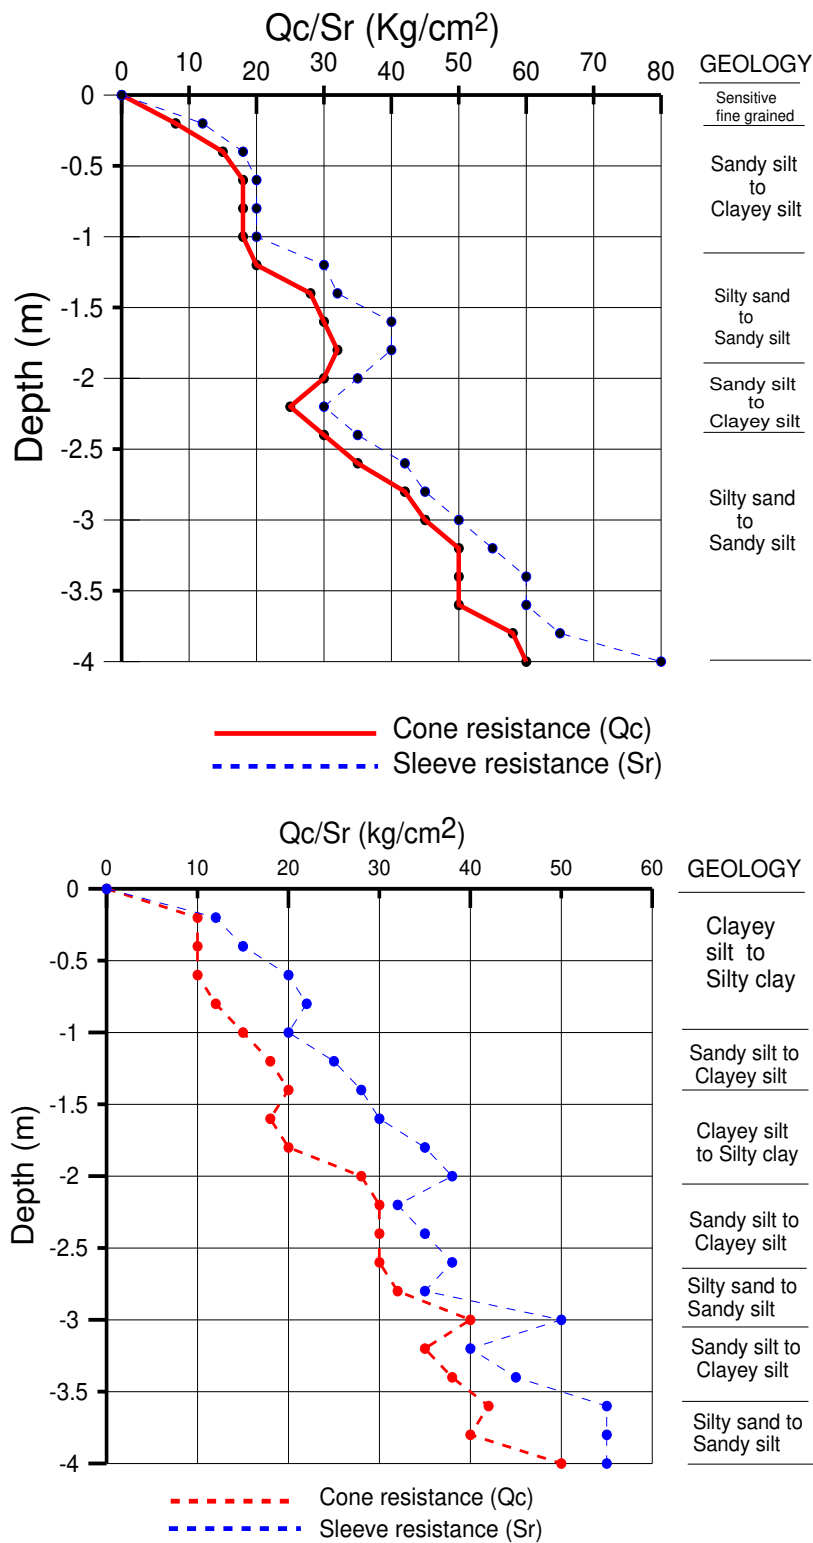 Qc/Sr (Kg/cm2)
0 10 20 30 40 50 60 70 80
GEOLOGY
0
-0.5
-1
-1.5
-2
-2.5
-3
-3.5
-4
Depth (m)
Sensitive
fine grained
Sandy silt
to
Clayey silt
Silty sand
to
Sandy silt
Sandy silt
to
Clayey silt
Silty sand
to
Sandy silt
Cone resistance (Qc)
Sleeve resistance (Sr)
Qc/Sr (kg/cm2)
0 10 20 30 40 50 60
GEOLOGY
0
-0.5
-1
-1.5
-2
-2.5
-3
-3.5
-4
Depth (m)
Clayey
silt to
Silty clay
Sandy silt to
Clayey silt
Clayey silt
to Silty clay
Sandy silt to
Clayey silt
Silty sand to
Sandy silt
Sandy silt to
Clayey silt
Silty sand to
Sandy silt
Cone resistance (Qc)
Sleeve resistance (Sr)